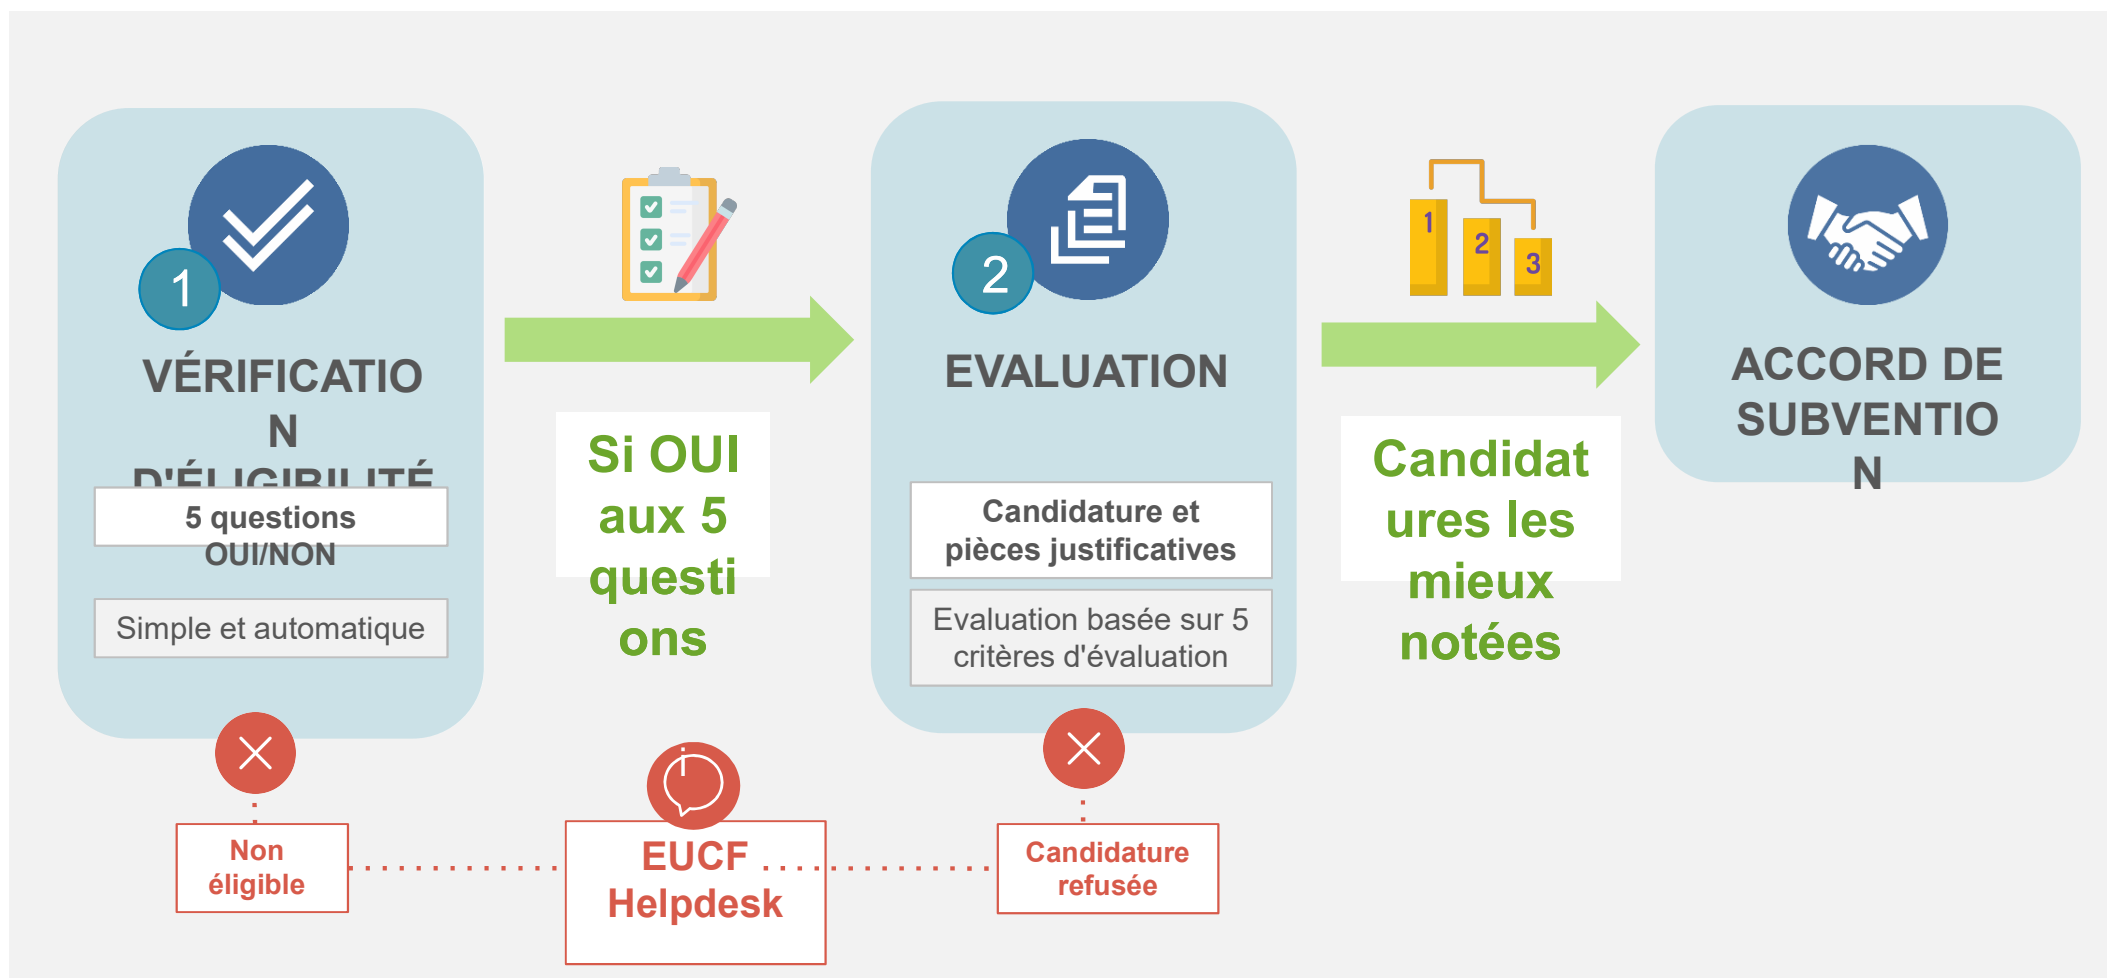 1
VÉRIFICATIO
N
D'ÉLIGIBILITÉ
5 questions
OUI/NON
Simple et automatique
Si OUI
aux 5
questi
ons
2
EVALUATION
Candidature et
pièces justificatives
Evaluation basée sur 5
critères d'évaluation
1
2
3
Candidat
ures les
mieux
notées
ACCORD DE
SUBVENTIO
N
Non
éligible
i
EUCF
Helpdesk
Candidature
refusée